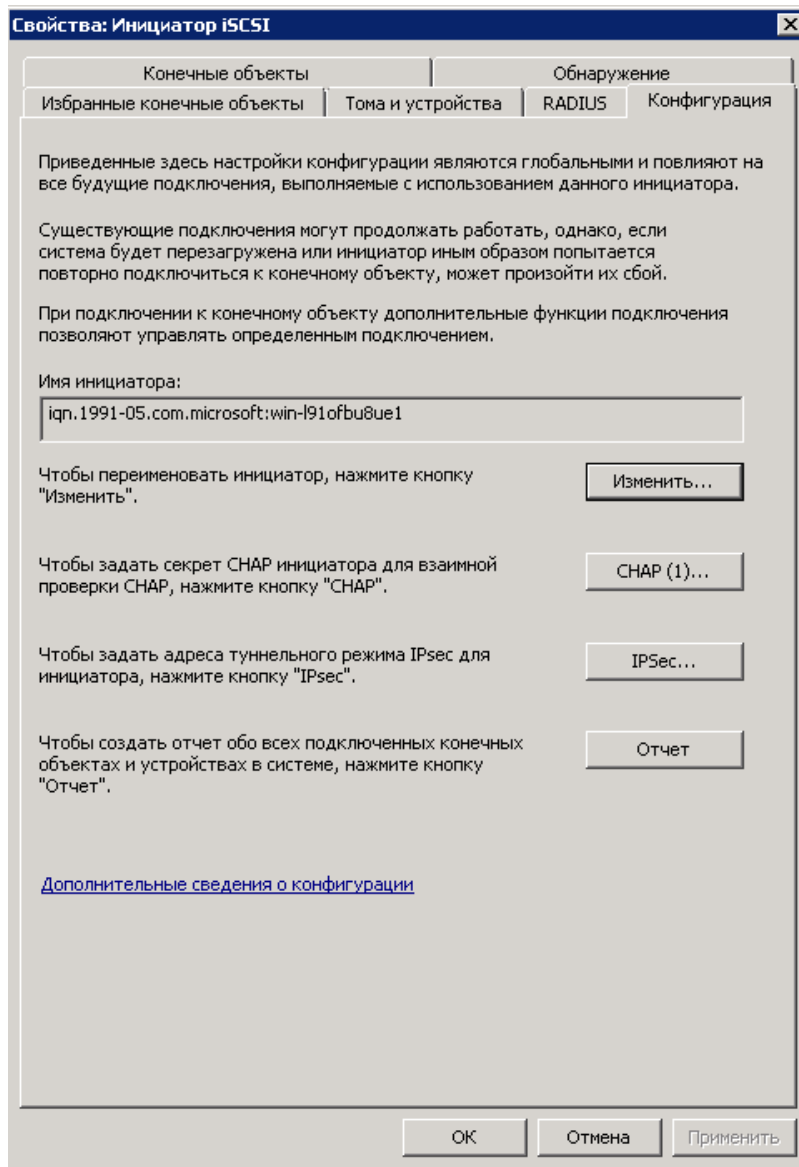 Свойства: Инициатор iSCSI
Конечные объекты
Обнаружение
Избранные конечные объекты
Тома и устройства
RADIUS
Конфигурация
Приведенные здесь настройки конфигурации являются глобальными и повлияют на
все будущие подключения, выполняемые с использованием данного инициатора.
Существующие подключения могут продолжать работать, однако, если
система будет перезагружена или инициатор иным образом попытается
повторно подключиться к конечному объекту, может произойти их сбой.
При подключении к конечному объекту дополнительные функции подключения
позволяют управлять определенным подключением.
Имя инициатора:
iqn.1991-05.com.microsoft:win-l91ofbu8ue1
Чтобы переименовать инициатор, нажмите кнопку
"Изменить".
Изменить...
Чтобы задать секрет CHAP инициатора для взаимной
проверки CHAP, нажмите кнопку "CHAP".
CHAP (1)...
Чтобы задать адреса туннельного режима IPsec для
инициатора, нажмите кнопку "IPsec".
IPSec...
Чтобы создать отчет обо всех подключенных конечных
объектах и устройствах в системе, нажмите кнопку
"Отчет".
Отчет
Дополнительные сведения о конфигурации
ОК
Отмена
Применить